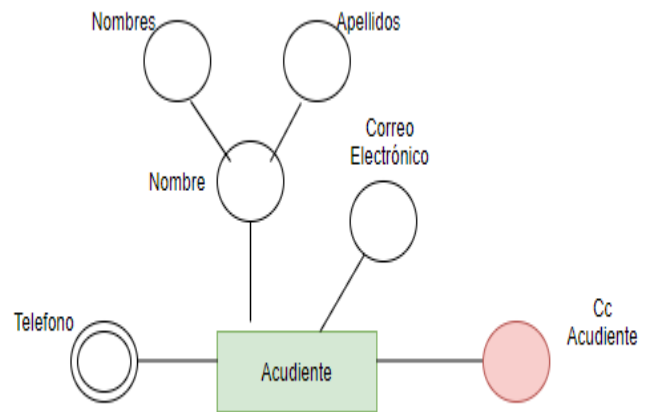 Nombres
Apellidos
Correo
Electrónico
Nombre
Telefono
Cc
Acudiente
Acudiente